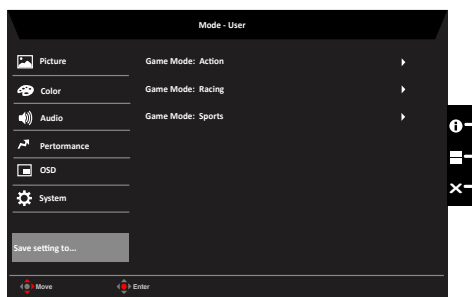 Mode - User
Picture
Game Mode: Action
Color
Game Mode: Racing
Audio
Game Mode: Sports
Pertormance
OSD
System
Save setting to...
Move
Enter